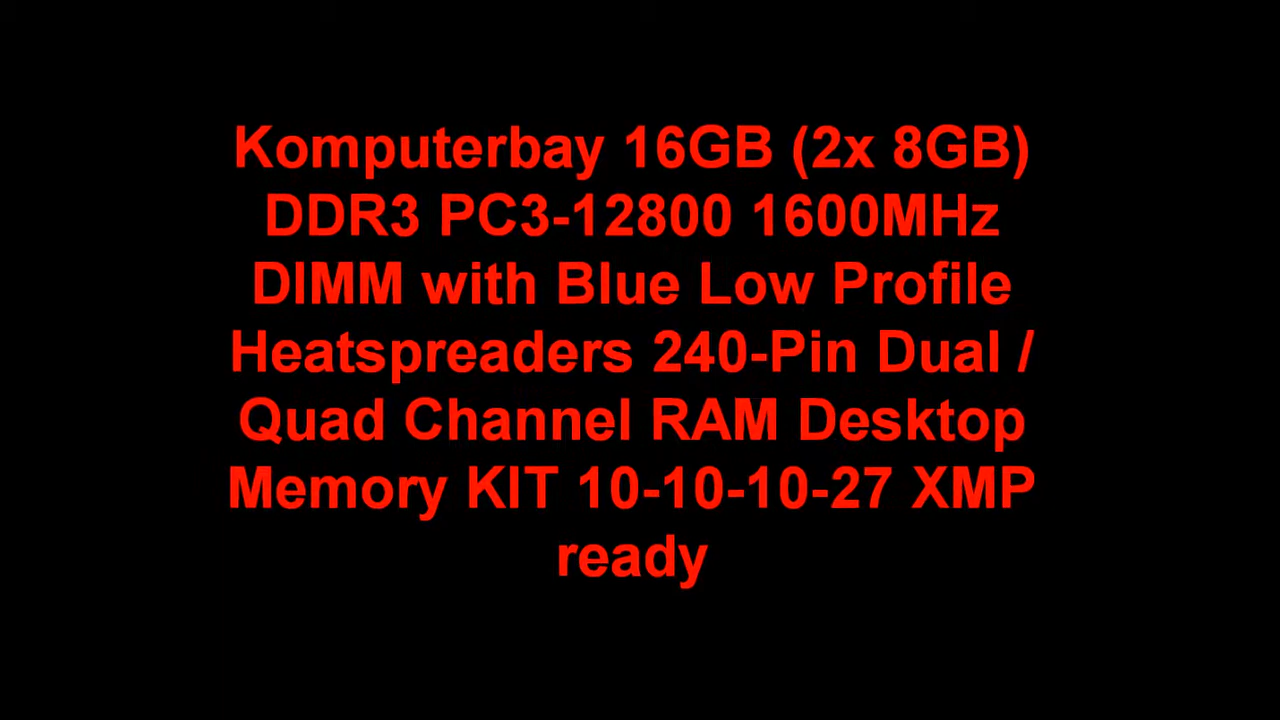 Komputerbay 16GB (2x 8GB)
DDR3 PC3-12800 1600MHz
DIMM with Blue Low Profile
Heatspreaders 240-Pin Dual /
Quad Channel RAM Desktop
Memory KIT 10-10-10-27 XMP
ready